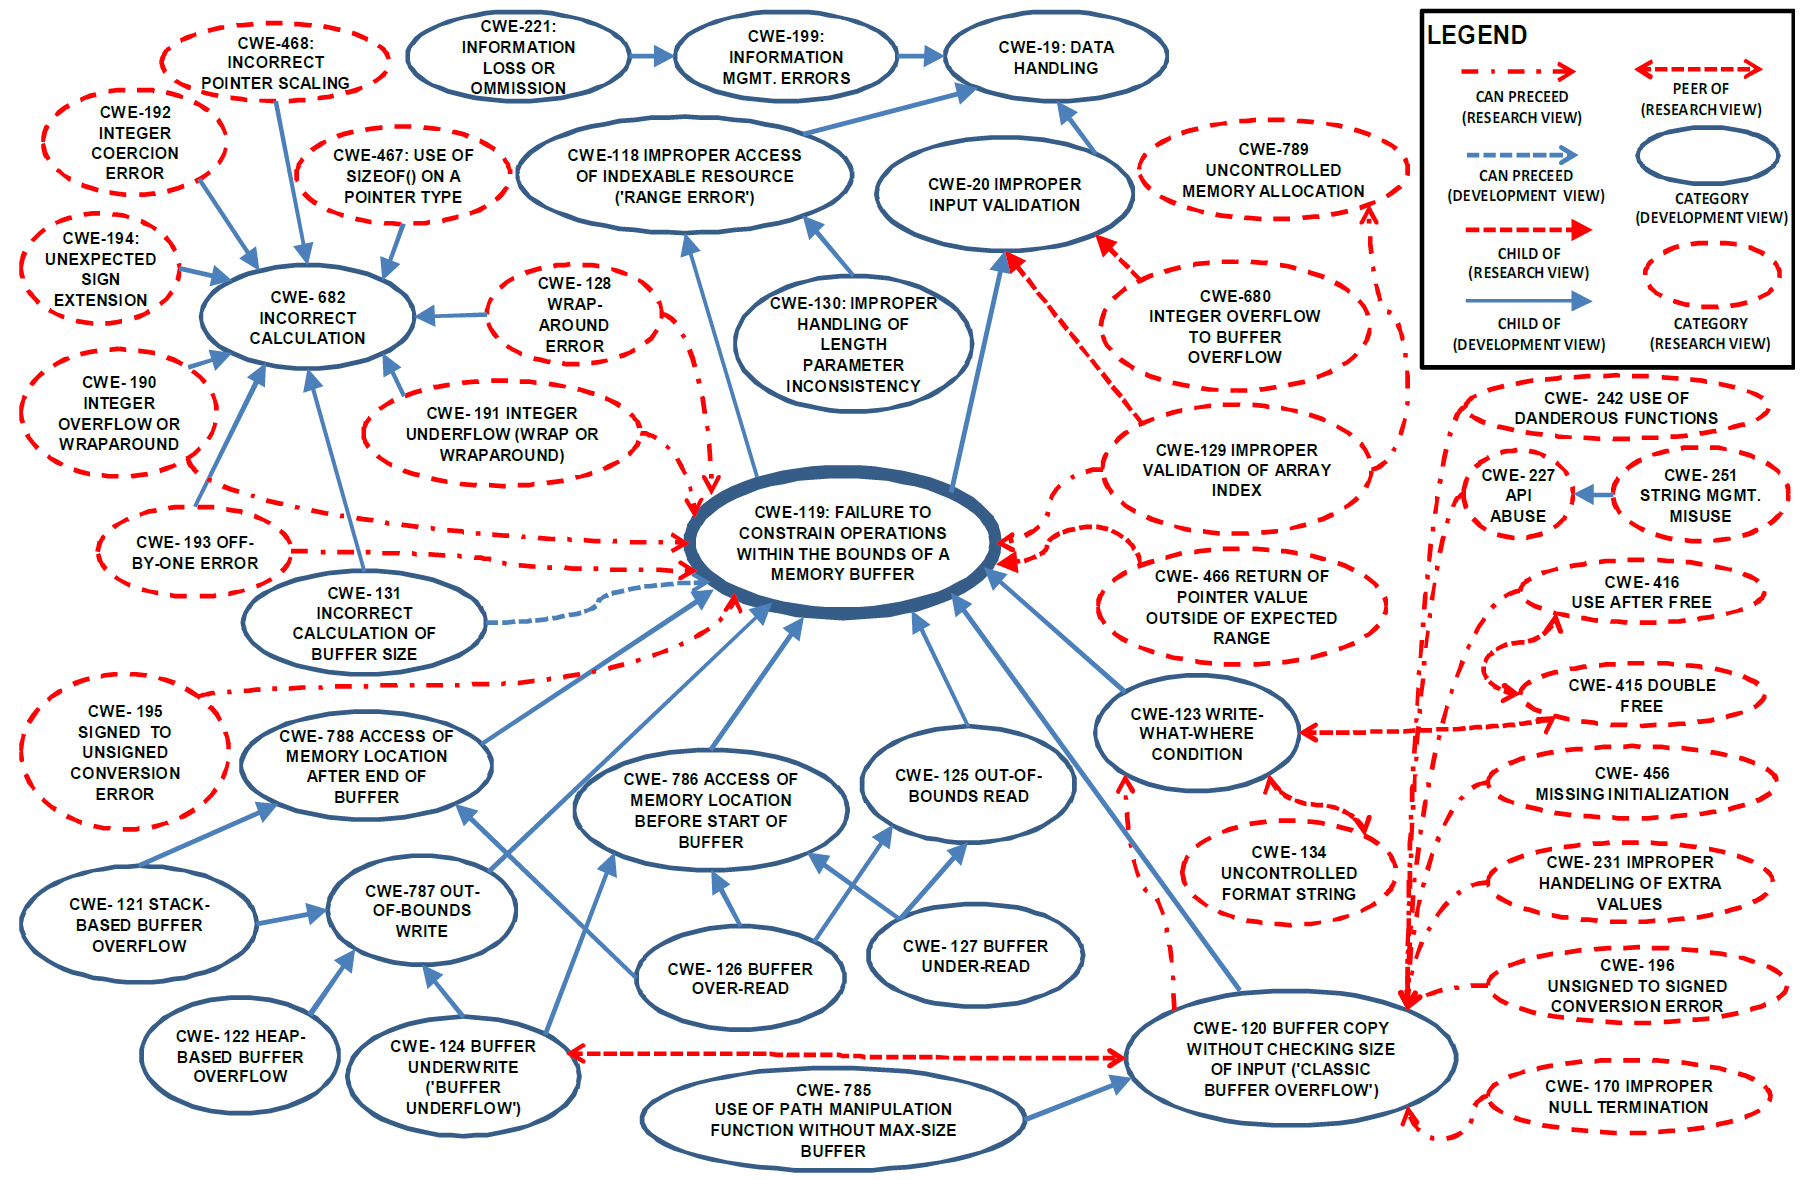 CWE-468:
INCORRECT
POINTER SCALING
CWE-221:
INFORMATION
LOSS OR
OMMISSION
CWE-199:
INFORMATION
MGMT. ERRORS
CWE-19: DATA
HANDLING
LEGEND
CAN PRECEED
(RESEARCH VIEW)
PEER OF
(RESEARCH VIEW)
CAN PRECEED
(DEVELOPMENT VIEW)
CATEGORY
(DEVELOPMENT VIEW)
CHILD OF
(RESEARCH VIEW)
CHILD OF
(DEVELOPMENT VIEW)
CATEGORY
(RESEARCH VIEW)
CWE-192
INTEGER
COERCION
ERROR
CWE-467: USE OF
SIZEOF() ON A
POINTER TYPE
CWE-118 IMPROPER ACCESS
OF INDEXABLE RESOURCE
('RANGE ERROR')
CWE-20 IMPROPER
INPUT VALIDATION
CWE-789
UNCONTROLLED
MEMORY ALLOCATION
CWE-194:
UNEXPECTED
SIGN
EXTENSION
CWE- 682
INCORRECT
CALCULATION
CWE- 128
WRAP-
AROUND
ERROR
CWE-130: IMPROPER
HANDLING OF
LENGTH
PARAMETER
INCONSISTENCY
CWE-680
INTEGER OVERFLOW
TO BUFFER
OVERFLOW
CWE- 190
INTEGER
OVERFLOW OR
WRAPAROUND
CWE- 191 INTEGER
UNDERFLOW (WRAP OR
WRAPAROUND)
CWE-129 IMPROPER
VALIDATION OF ARRAY
INDEX
CWE- 242 USE OF
DANDEROUS FUNCTIONS
CWE- 227
API
ABUSE
CWE- 251
STRING MGMT.
MISUSE
CWE- 193 OFF-
BY-ONE ERROR
CWE-119: FAILURE TO
CONSTRAIN OPERATIONS
WITHIN THE BOUNDS OF A
MEMORY BUFFER
CWE- 466 RETURN OF
POINTER VALUE
OUTSIDE OF EXPECTED
RANGE
CWE- 416
USE AFTER FREE
CWE- 131
INCORRECT
CALCULATION OF
BUFFER SIZE
CWE- 415 DOUBLE
FREE
CWE- 195
SIGNED TO
UNSIGNED
CONVERSION
ERROR
CWE- 788 ACCESS OF
MEMORY LOCATION
AFTER END OF
BUFFER
CWE- 786 ACCESS OF
MEMORY LOCATION
BEFORE START OF
BUFFER
CWE- 125 OUT-OF-
BOUNDS READ
CWE-123 WRITE-
WHAT-WHERE
CONDITION
CWE- 456
MISSING INITIALIZATION
CWE- 134
UNCONTROLLED
FORMAT STRING
CWE- 231 IMPROPER
HANDELING OF EXTRA
VALUES
CWE- 121 STACK-
BASED BUFFER
OVERFLOW
CWE-787 OUT-
OF-BOUNDS
WRITE
CWE- 126 BUFFER
OVER-READ
CWE- 127 BUFFER
UNDER-READ
CWE- 196
UNSIGNED TO SIGNED
CONVERSION ERROR
CWE- 122 HEAP-
BASED BUFFER
OVERFLOW
CWE- 124 BUFFER
UNDERWRITE
('BUFFER
UNDERFLOW')
CWE- 785
USE OF PATH MANIPULATION
FUNCTION WITHOUT MAX-SIZE
BUFFER
CWE- 120 BUFFER COPY
WITHOUT CHECKING SIZE
OF INPUT ('CLASSIC
BUFFER OVERFLOW')
CWE- 170 IMPROPER
NULL TERMINATION